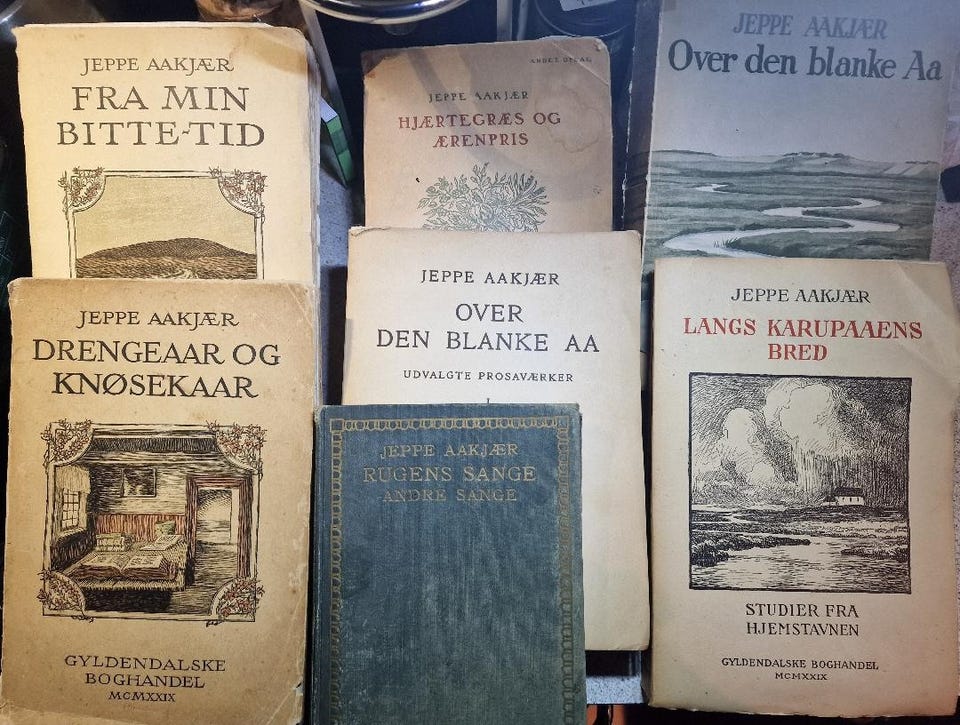 JEPPE AAKJÆR
FRA MIN
BITTE-TID
ANDET OPLAG
JEPPE AAKJÆR
HJÆRTEGRÆS OG
ÆRENPRIS
JEPPE AAKJÆR
Over den blanke Aa
JEPPE AAKJÆR
DRENGEAAR OG
KNØSEKAAR
GYLDENDALSKE
BOGHANDEL
MCMXXIX
JEPPE AAKJÆR
OVER
DEN BLANKE AA
UDVALGTE PROSAVÆRKER
I
JEPPE AAKJÆR
RUGENS SANGE
ANDRE SANGE
JEPPE AAKJÆR
LANGS KARUPAAENS
BRED
STUDIER FRA
HJEMSTAVNEN
GYLDENDALSKE BOGHANDEL
MCMXXIX